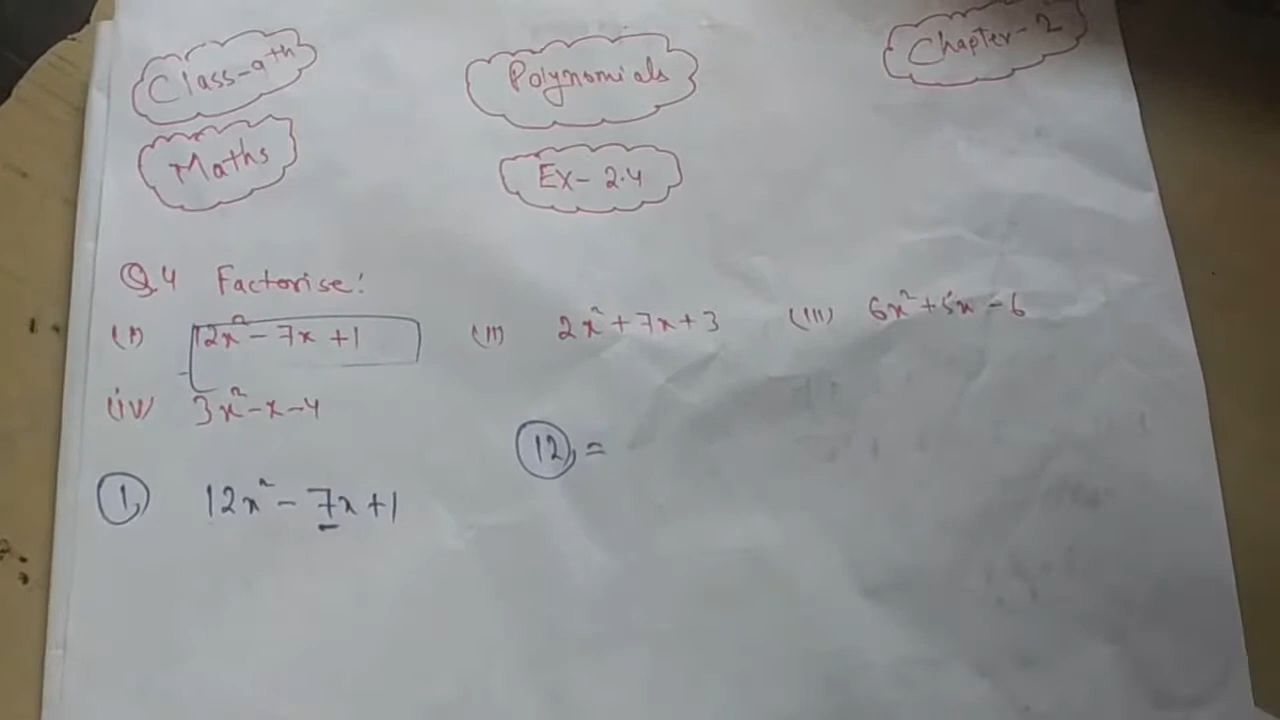 Class-9th Polynomials Chapter-2
Maths Ex- 2.4
Q4 Factorise:
(i) 12x²-7x+1 (ii) 2x²+7x+3 (iii) 6x²+5x-6
(iv) 3x²-x-4
12, =
1, 12x²-7x+1